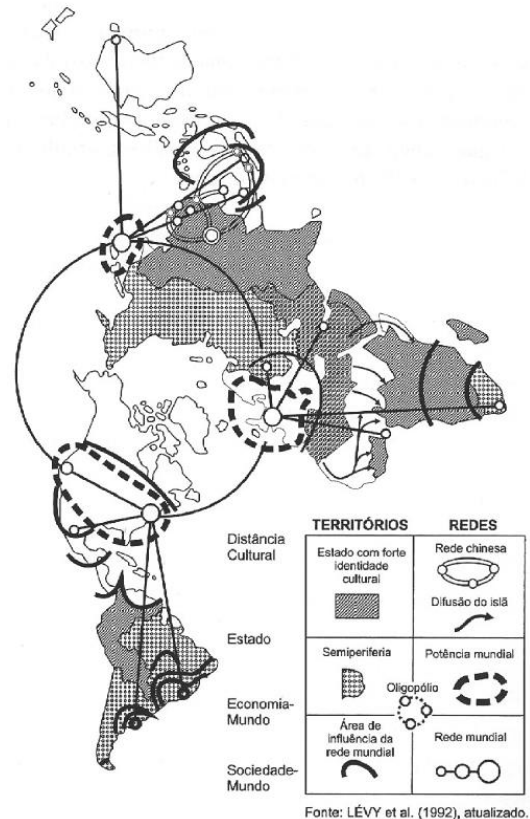 Distância
Cultural
Estado
Economia-
Mundo
Sociedade-
Mundo
TERRITÓRIOS
REDES
Estado com forte
identidade
cultural
Rede chinesa
Difusão do islã
Semiperiferia
Potência mundial
Oligopólio
Área de
influência da
rede mundial
Rede mundial
Fonte: LÉVY et al. (1992), atualizado.